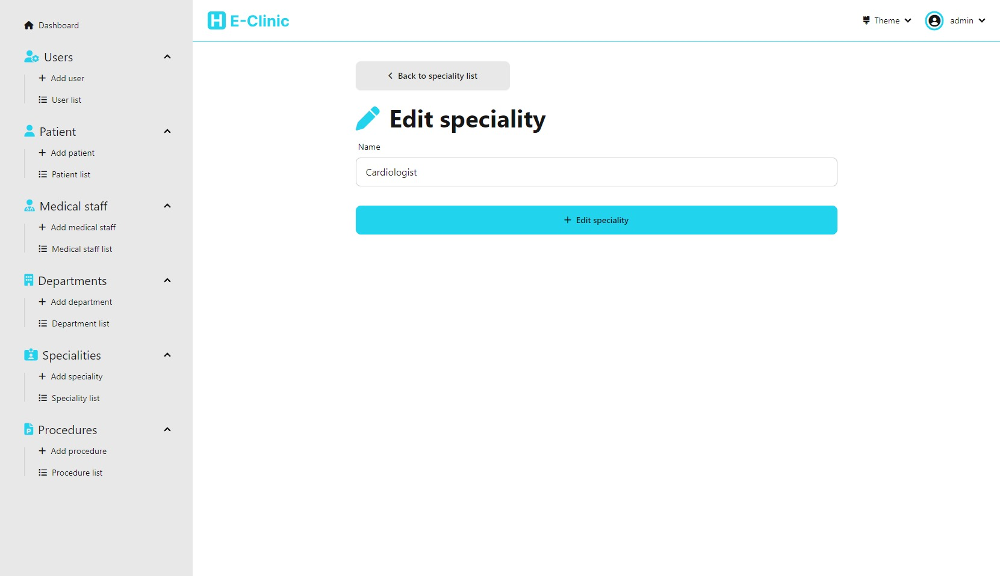 Dashboard
Users
Add user
User list
Patient
Add patient
Patient list
Medical staff
Add medical staff
Medical staff list
Departments
Add department
Department list
Specialities
Add speciality
Speciality list
Procedures
Add procedure
Procedure list
H E-Clinic
Theme
admin
Back to speciality list
Edit speciality
Name
Cardiologist
Edit speciality